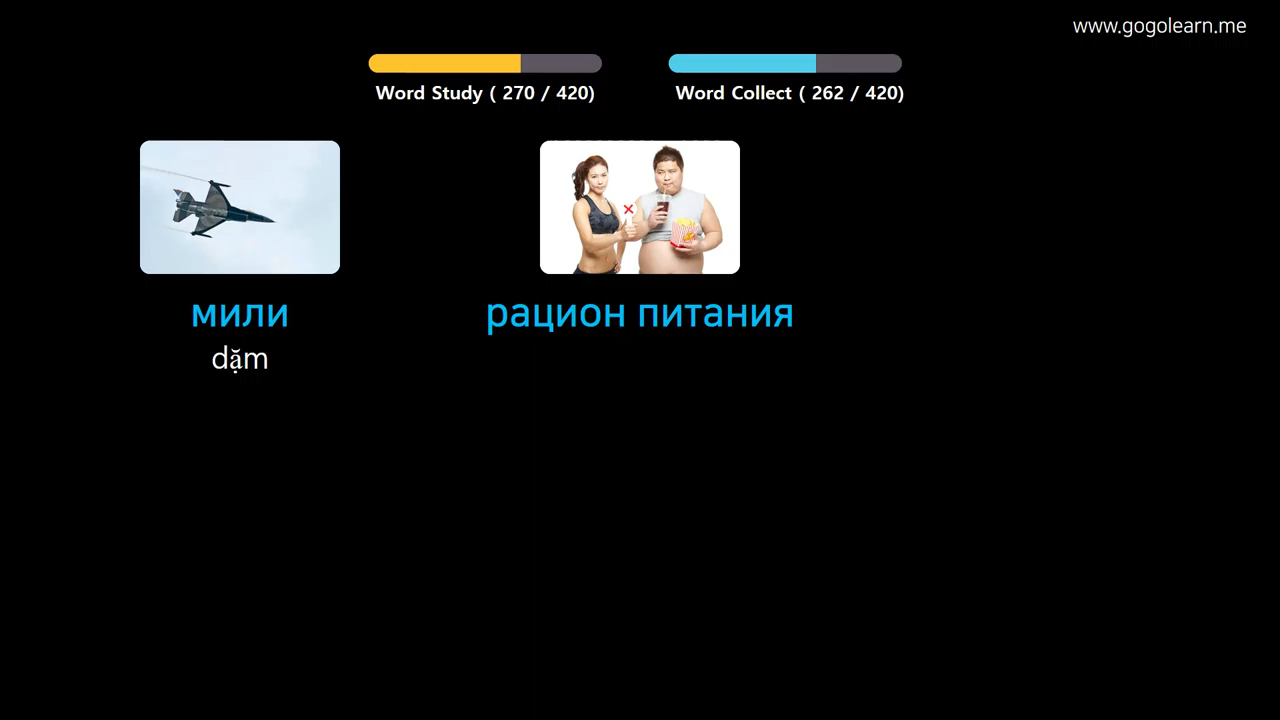 www.gogolearn.me
Word Study ( 270 / 420)
Word Collect ( 262 / 420)
мили
рацион питания
dặm